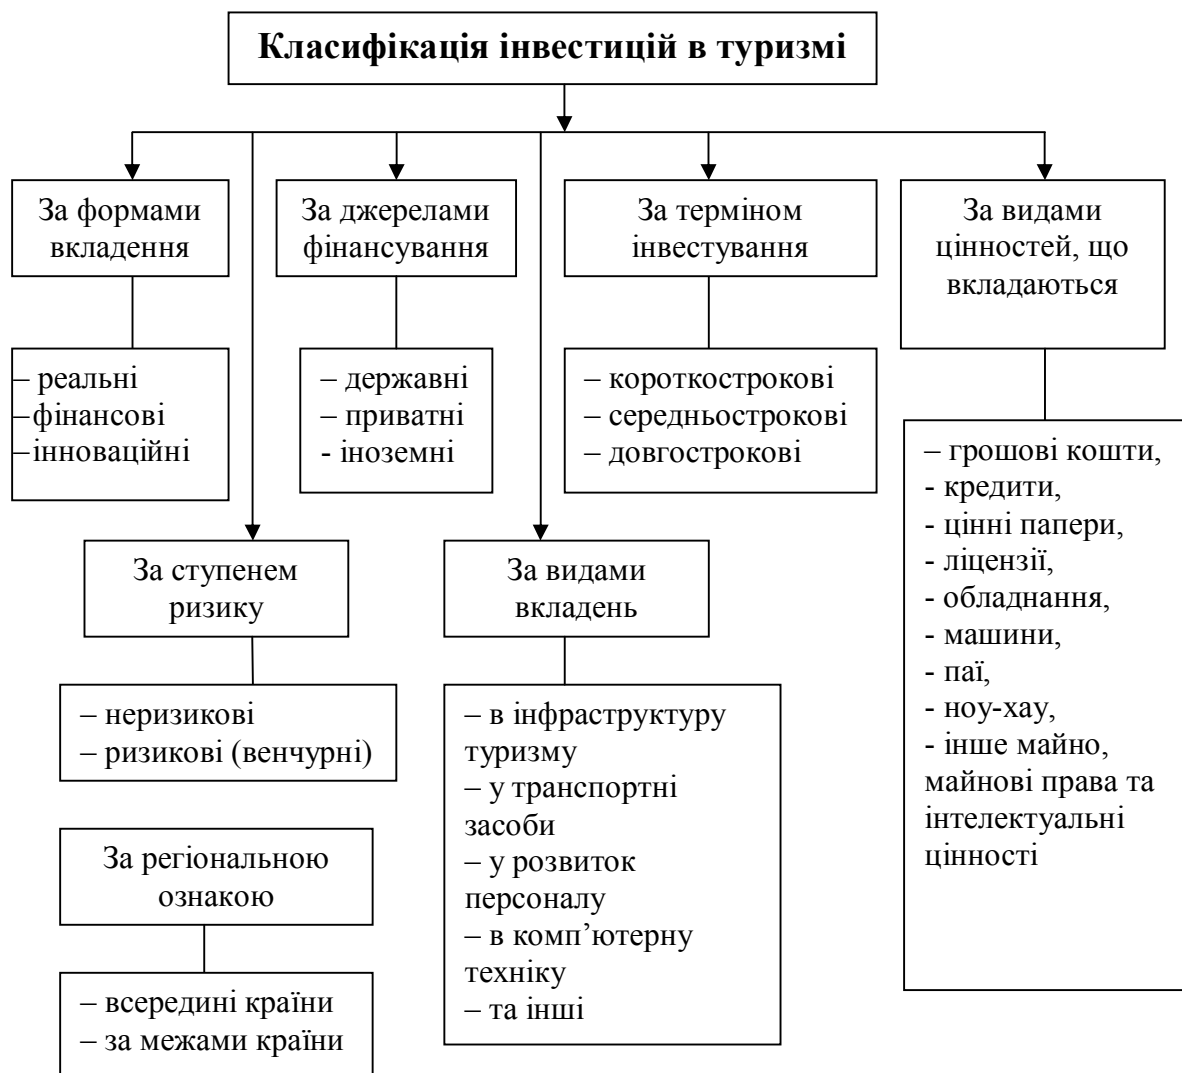 Класифікація інвестицій в туризмі
За формами
вкладення
За джерелами
фінансування
За терміном
інвестування
За видами
цінностей, що
вкладаються
– реальні
–фінансові
–інноваційні
– державні
– приватні
- іноземні
– короткострокові
– середньострокові
– довгострокові
– грошові кошти,
- кредити,
- цінні папери,
- ліцензії,
- обладнання,
- машини,
- паї,
- ноу-хау,
- інше майно,
майнові права та
інтелектуальні
цінності
За ступенем
ризику
За видами
вкладень
– неризикові
– ризикові (венчурні)
– в інфраструктуру
туризму
– у транспортні
засоби
– у розвиток
персоналу
– в комп’ютерну
техніку
– та інші
За регіональною
ознакою
– всередині країни
– за межами країни